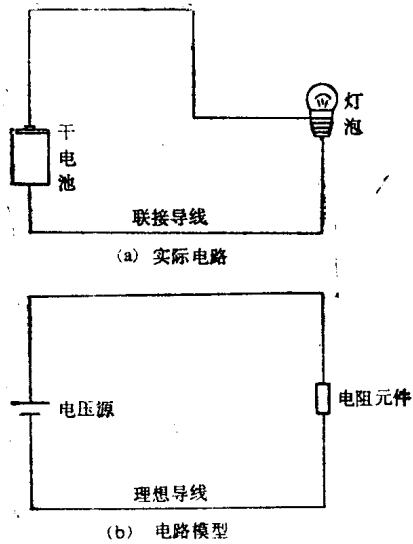 干电池
灯泡
联接导线
(a) 实际电路
电压源
电阻元件
理想导线
(b) 电路模型